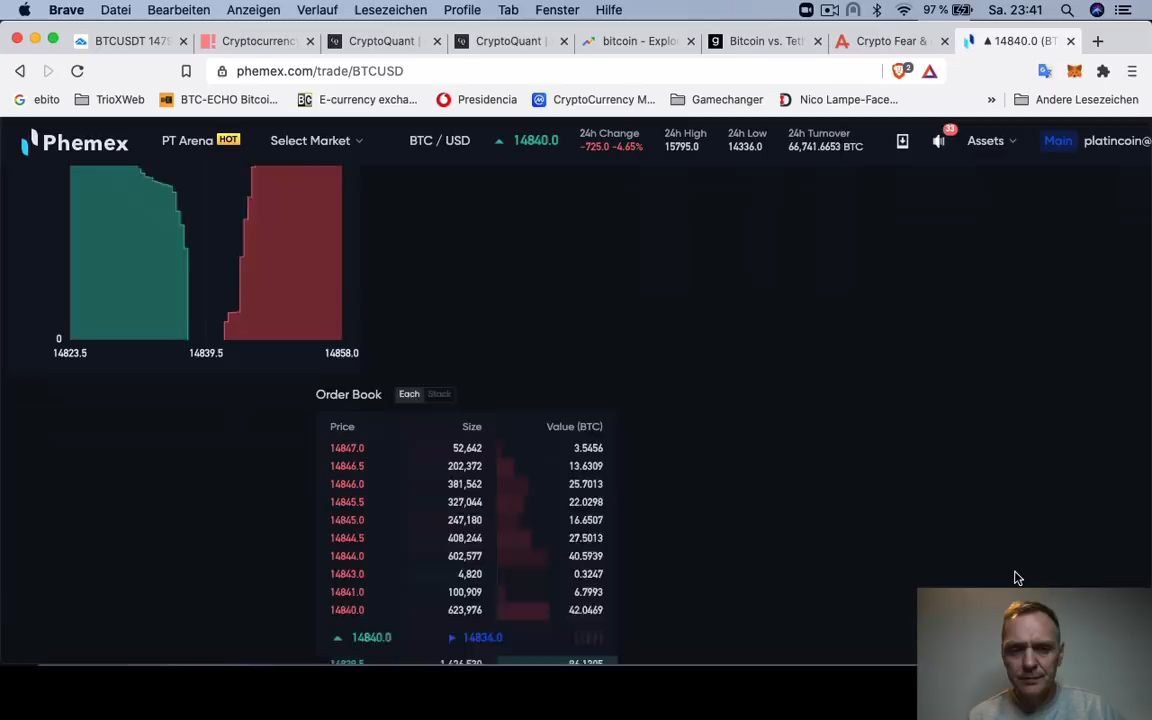 Brave Datei Bearbeiten Anzeigen Verlauf Lesezeichen Profile Tab Fenster Hilfe 97 % Sa. 23:41
BTCUSDT 147 Cryptocurrency CryptoQuant | CryptoQuant | bitcoin - Explo Bitcoin vs. Tet Crypto Fear & ▲ 14840.0 (BT
phemex.com/trade/BTCUSD 2
ebito TrioXWeb BTC-ECHO Bitcoi... E-currency excha... Presidencia CryptoCurrency M... Gamechanger Nico Lampe-Face... » Andere Lesezeichen
Phemex PT Arena HOT Select Market BTC / USD ▲ 14840.0 24h Change 24h High 24h Low 24h Turnover 33 Assets Main platincoin@
-725.0 -4.65% 15795.0 14336.0 66,741.6653 BTC
0
14823.5 14839.5 14858.0
Order Book Each Stack
Price Size Value (BTC)
14847.0 52,642 3.5456
14846.5 202,372 13.6309
14846.0 381,562 25.7013
14845.5 327,044 22.0298
14845.0 247,180 16.6507
14844.5 408,244 27.5013
14844.0 602,577 40.5939
14843.0 4,820 0.3247
14841.0 100,909 6.7993
14840.0 623,976 42.0469
▲ 14840.0 ▶ 14834.0